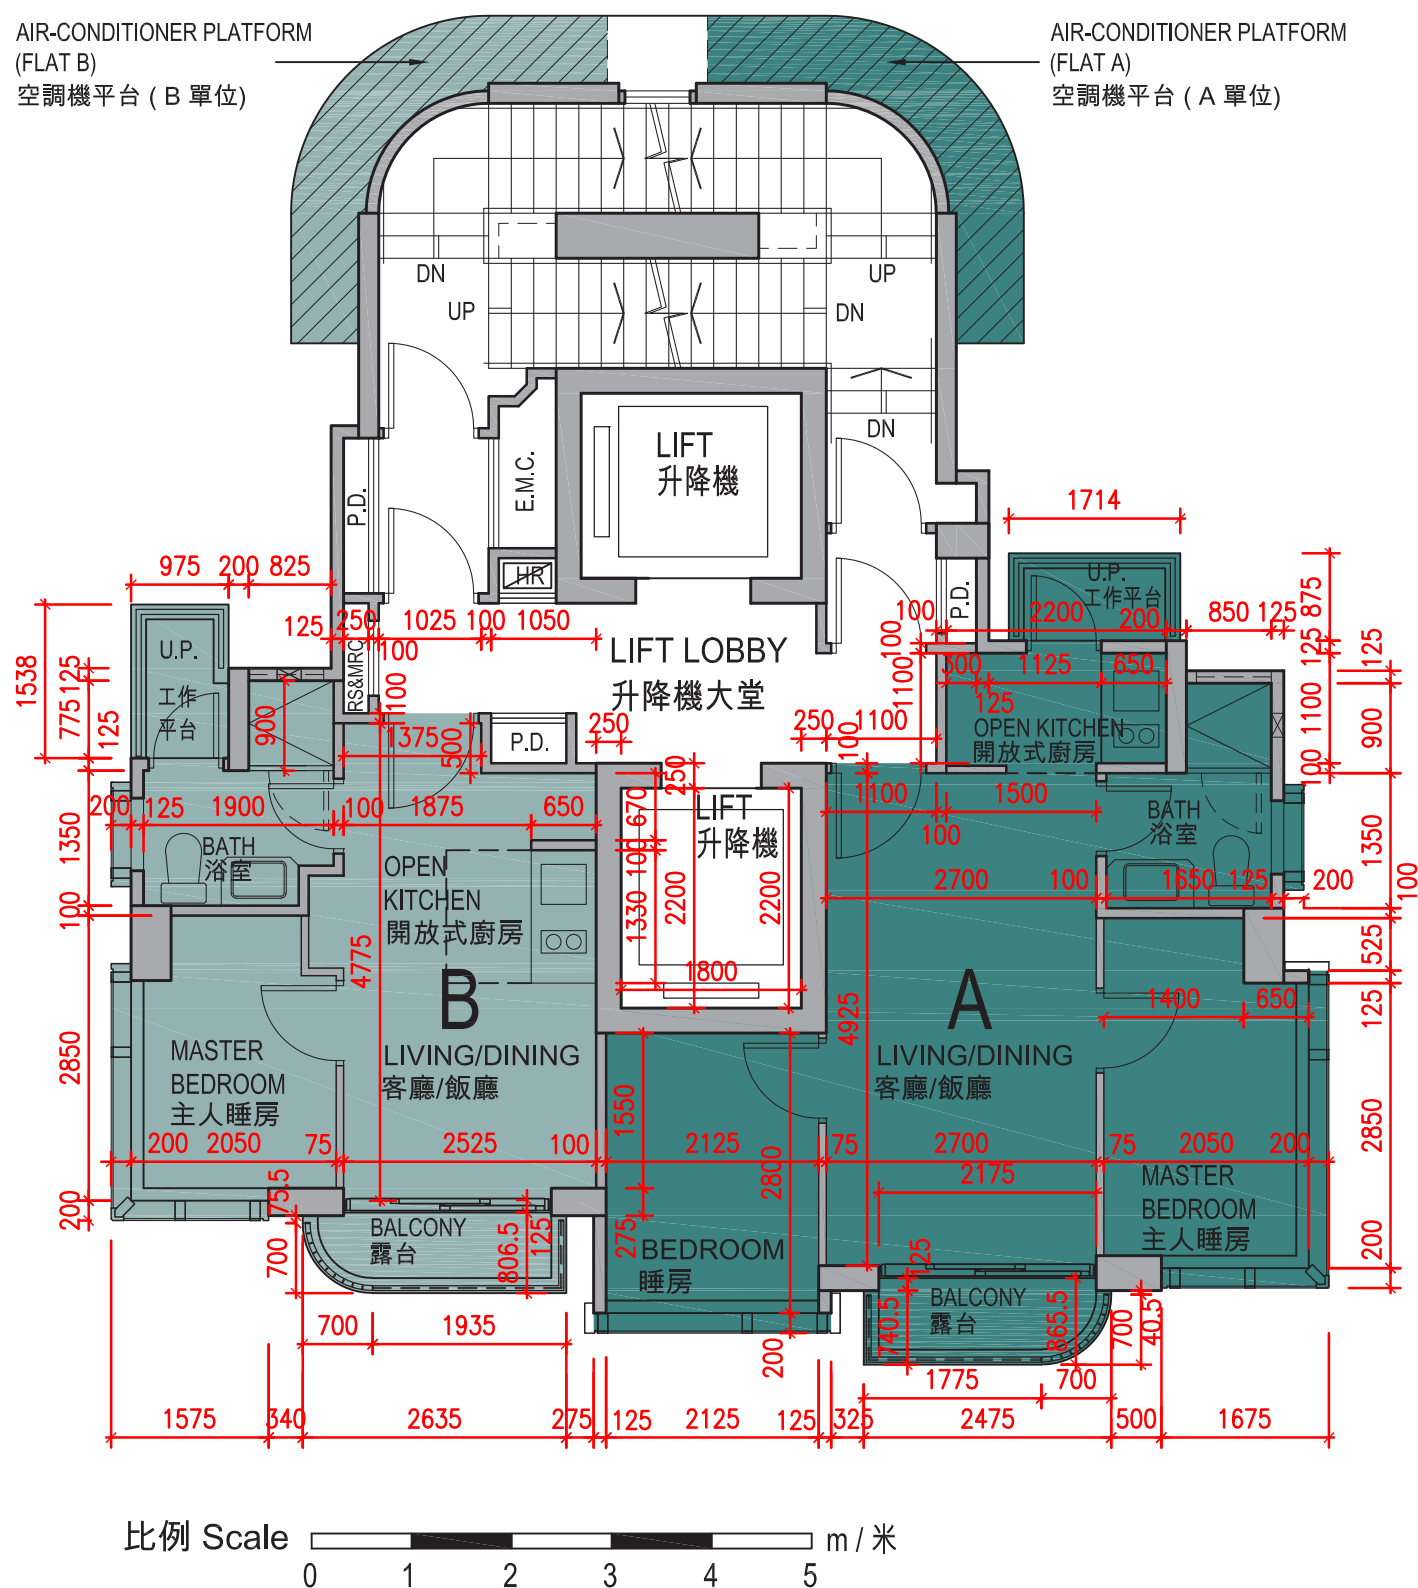 AIR-CONDITIONER PLATFORM
(FLAT B)
空調機平台 ( B 單位)
AIR-CONDITIONER PLATFORM
(FLAT A)
空調機平台 ( A 單位)
DN
UP
UP
DN
DN
LIFT
升降機
E.M.C.
P.D.
HR
1714
975 200 825
U.P.
工作平台
875
P.D.
2200 200
850 125
125 250 1025 100 1050
100
100
100
125
125
1538
125
775
125
U.P.
工作
平台
RS&MRC
1100
LIFT LOBBY
升降機大堂
1100
300 1125 650
125
1100
900
OPEN KITCHEN
開放式廚房
900
1375
500
P.D.
250
250 1100
250
100
100
200 125 1900 100 1875 650
670
LIFT
升降機
1100 1500
100
BATH
浴室
1350
1350
BATH
浴室
OPEN
KITCHEN
開放式廚房
100
1330
2200
2200
2700 100 1650 125 200
100
100
4775
1800
525
B
A
4925
1400 650
125
2850
MASTER
BEDROOM
主人睡房
LIVING/DINING
客廳/飯廳
LIVING/DINING
客廳/飯廳
1550
2800
2850
200 2050 75 2525 100 2125 75 2700 75 2050 200
2175
MASTER
BEDROOM
主人睡房
200
75.5
700
BALCONY
露台
806.5
125
275
BEDROOM
睡房
125
200
BALCONY
露台
740.5
865.5
700
40.5
200
700 1935
1775 700
1575 340 2635 275 125 2125 125 325 2475 500 1675
比例 Scale
m / 米
0 1 2 3 4 5